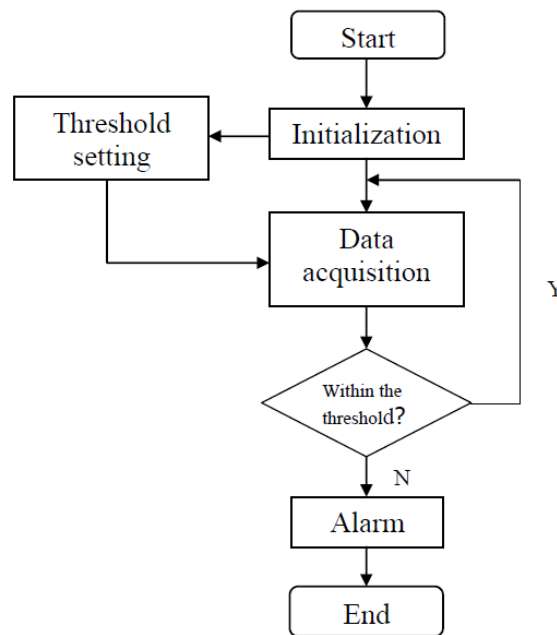 Start
Threshold
setting
Initialization
Data
acquisition
Y
Within the
threshold?
N
Alarm
End